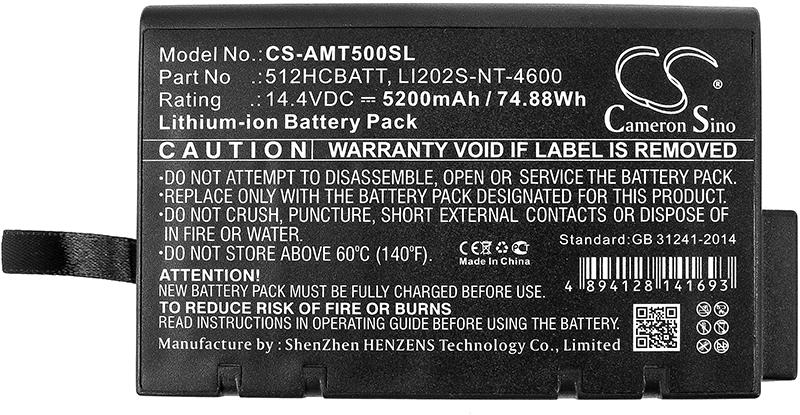 Model No.: CS-AMT500SL
Part No : 512HCBATT, LI202S-NT-4600
Rating : 14.4VDC ⎓ 5200mAh / 74.88Wh
Lithium-ion Battery Pack
CS
®
Cameron Sino
CAUTION WARRANTY VOID IF LABEL IS REMOVED
•DO NOT ATTEMPT TO DISASSEMBLE, OPEN OR SERVICE THE BATTERY PACK.
•REPLACE ONLY WITH THE BATTERY PACK DESIGNATED FOR THIS PRODUCT.
•DO NOT CRUSH, PUNCTURE, SHORT EXTERNAL CONTACTS OR DISPOSE OF
IN FIRE OR WATER.
•DO NOT STORE ABOVE 60℃ (140℉).
CE CE
Made In China
Standard:GB 31241-2014
ATTENTION!
NEW BATTERY PACK MUST BE FULLY CHARGED BEFORE USING
TO REDUCE RISK OF FIRE OR BURNS
READ INSTRUCTIONS IN OPERATING GUIDE BEFORE USING THE BATTERY.
Manufacture by : ShenZhen HENZENS Technology Co., Limited
4 894128 141693